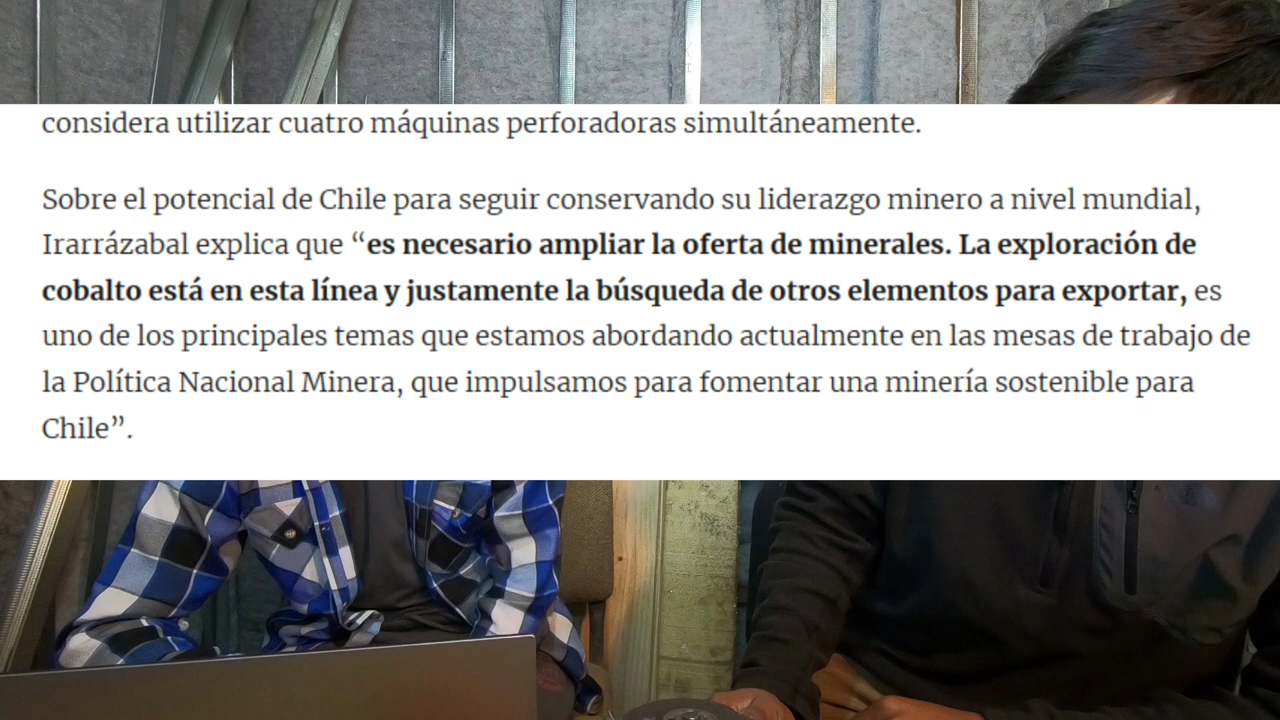 considera utilizar cuatro máquinas perforadoras simultáneamente.
Sobre el potencial de Chile para seguir conservando su liderazgo minero a nivel mundial,
Irarrázabal explica que “es necesario ampliar la oferta de minerales. La exploración de
cobalto está en esta línea y justamente la búsqueda de otros elementos para exportar, es
uno de los principales temas que estamos abordando actualmente en las mesas de trabajo de
la Política Nacional Minera, que impulsamos para fomentar una minería sostenible para
Chile”.